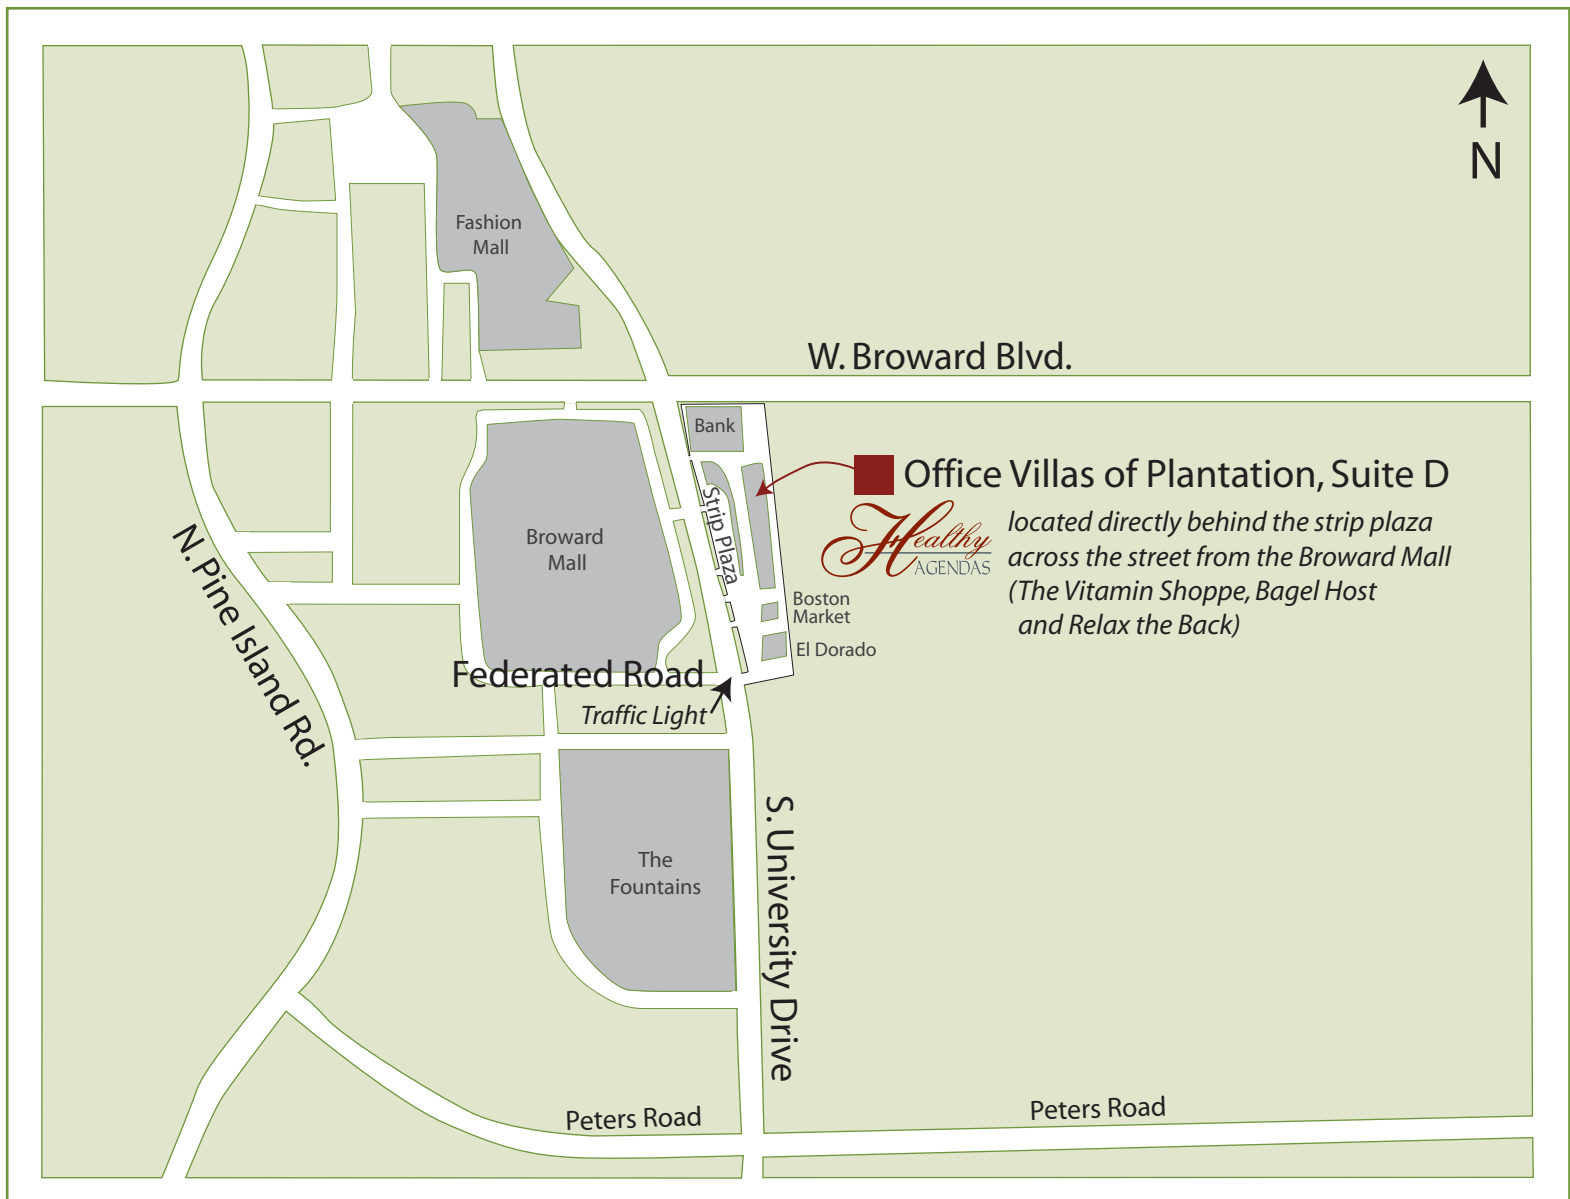 N
Fashion
Mall
W. Broward Blvd.
Bank
Office Villas of Plantation, Suite D
Healthy
AGENDAS
located directly behind the strip plaza
across the street from the Broward Mall
(The Vitamin Shoppe, Bagel Host
and Relax the Back)
Strip Plaza
Broward
Mall
N. Pine Island Rd.
Boston
Market
El Dorado
Federated Road
Traffic Light
S. University Drive
The
Fountains
Peters Road
Peters Road